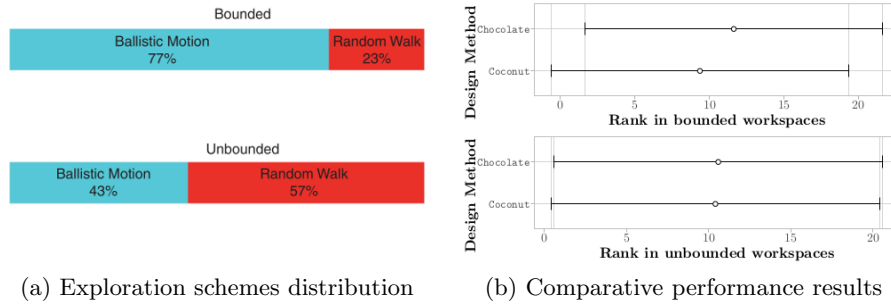 Bounded
Ballistic Motion Random Walk
77% 23%
Unbounded
Ballistic Motion Random Walk
43% 57%
(a) Exploration schemes distribution
Design Method
Chocolate
Coconut
0 5 10 15 20
Rank in bounded workspaces
Design Method
Chocolate
Coconut
0 5 10 15 20
Rank in unbounded workspaces
(b) Comparative performance results